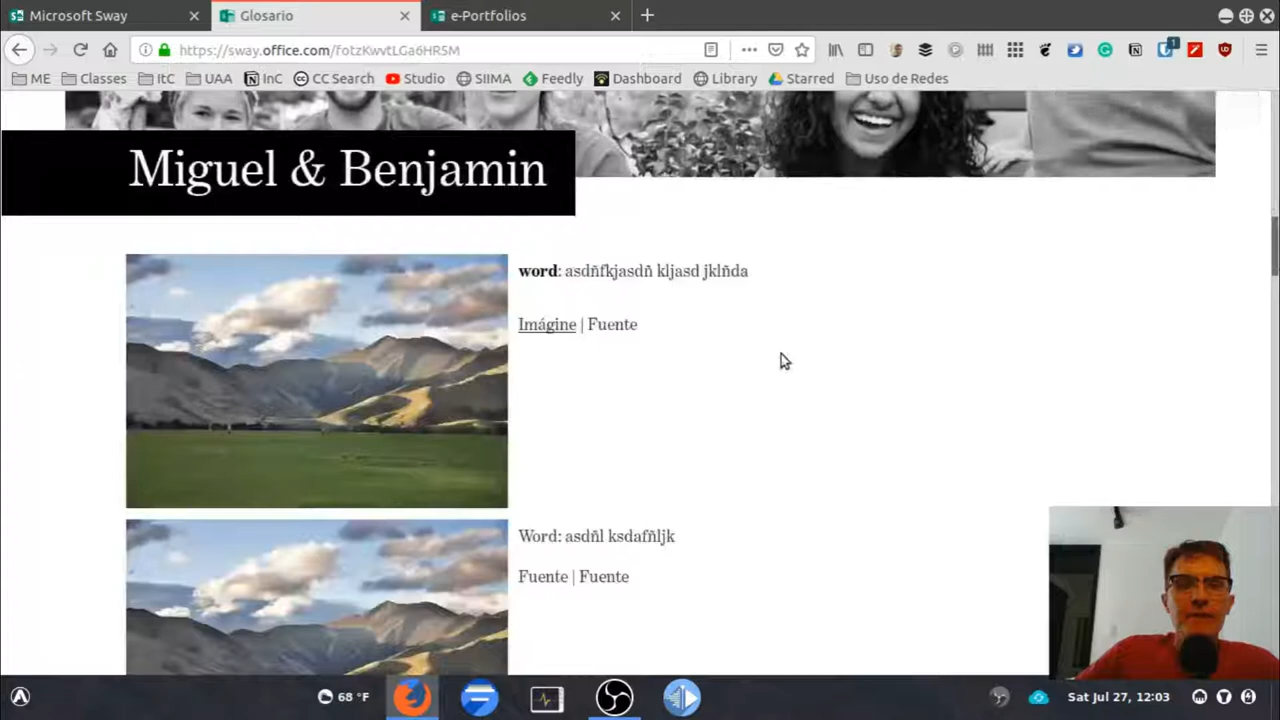 Microsoft Sway
Glosario
e-Portfolios
https://sway.office.com/fotzKwvtLGa6HR5M
1
ME
Classes
ItC
UAA
InC
CC Search
Studio
SIIMA
Feedly
Dashboard
Library
Starred
Uso de Redes
Miguel & Benjamin
word: asdñfkjasdñ kljasd jklñda
Imágine | Fuente
Word: asdñl ksdafñljk
Fuente | Fuente
68 °F
Sat Jul 27, 12:03